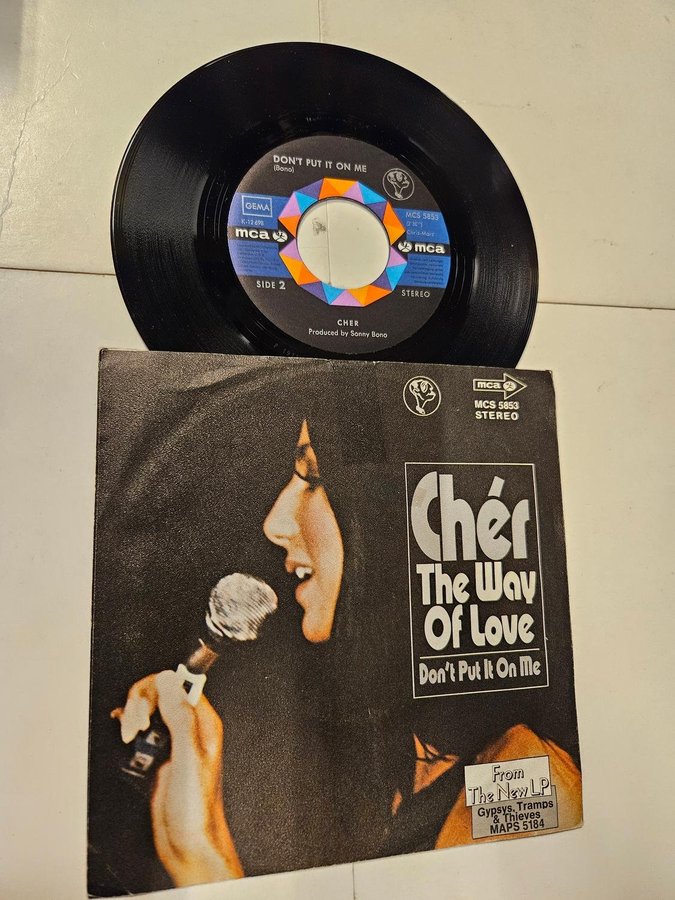 DON'T PUT IT ON ME
(Bono)
GEMA
K-12 698
MCS 5853
mca
mca
SIDE 2
STEREO
CHER
Produced by Sonny Bono
mca
MCS 5853
STEREO
Chér
The Way
Of Love
Don't Put It On Me
From
The New LP
Gypsys, Tramps
& Thieves
MAPS 5184